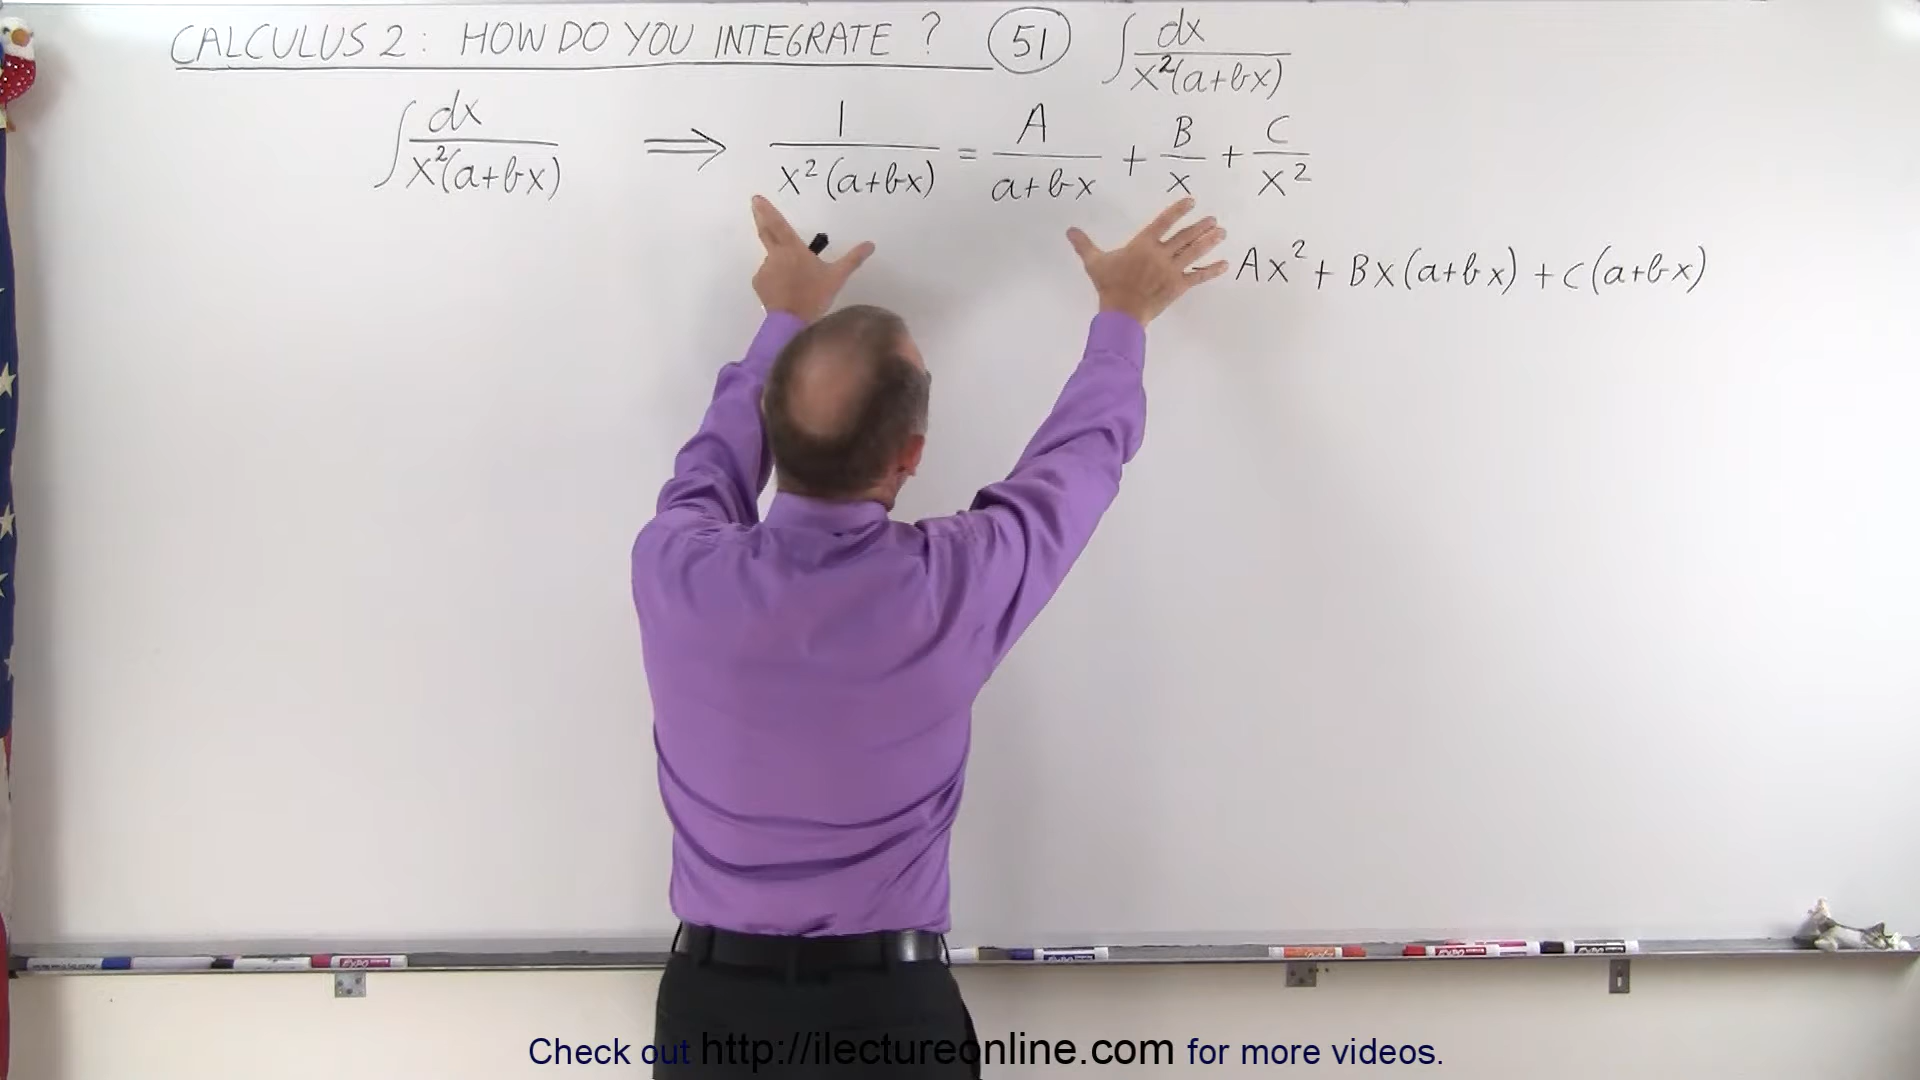 CALCULUS 2: HOW DO YOU INTEGRATE ? 51 ∫ dx / x²(a+bx)
∫ dx / x²(a+bx) ⟹ 1 / x²(a+bx) = A / a+bx + B / x + C / x²
Ax² + Bx(a+bx) + C(a+bx)
Check out http://ilectureonline.com for more videos.